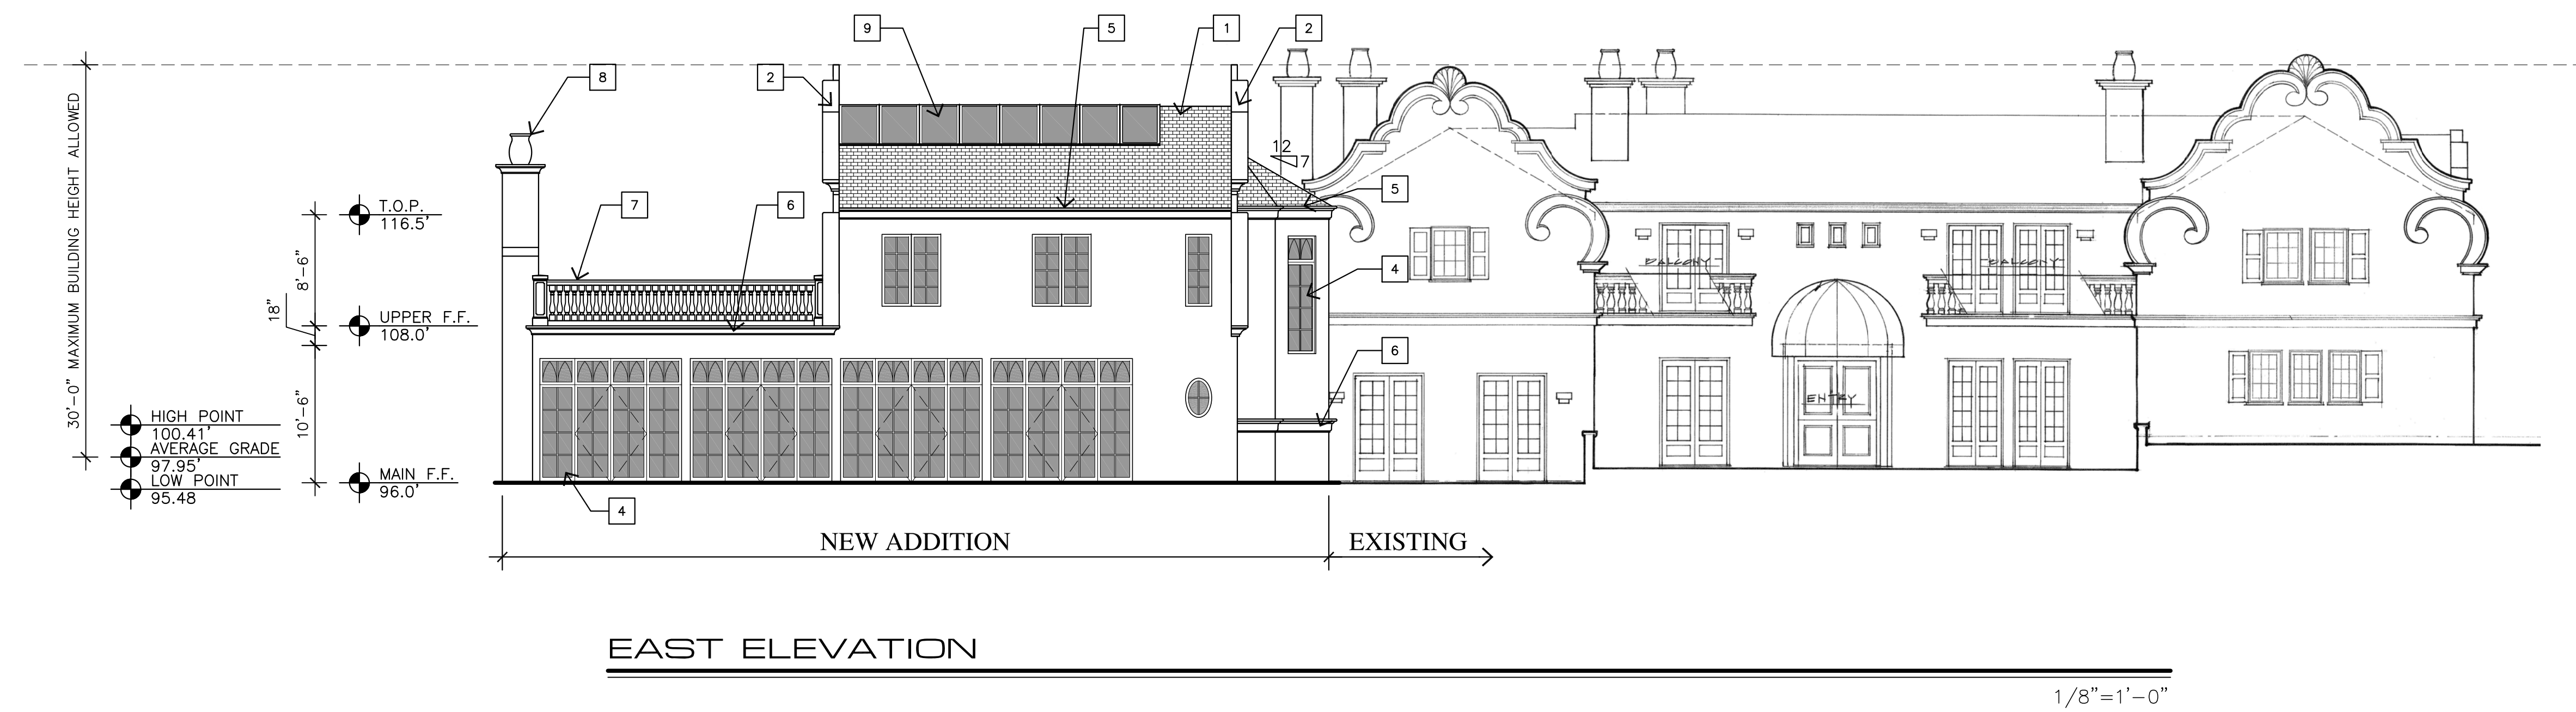 9
5
1
2
8
2
30'-0" MAXIMUM BUILDING HEIGHT ALLOWED
12
7
5
7
6
T.O.P.
116.5'
8'-6"
4
BALCONY
BALCONY
18"
UPPER F.F.
108.0'
6
10'-6"
ENTRY
HIGH POINT
100.41'
AVERAGE GRADE
97.95'
LOW POINT
95.48
MAIN F.F.
96.0'
4
NEW ADDITION
EXISTING
EAST ELEVATION
1/8"=1'-0"